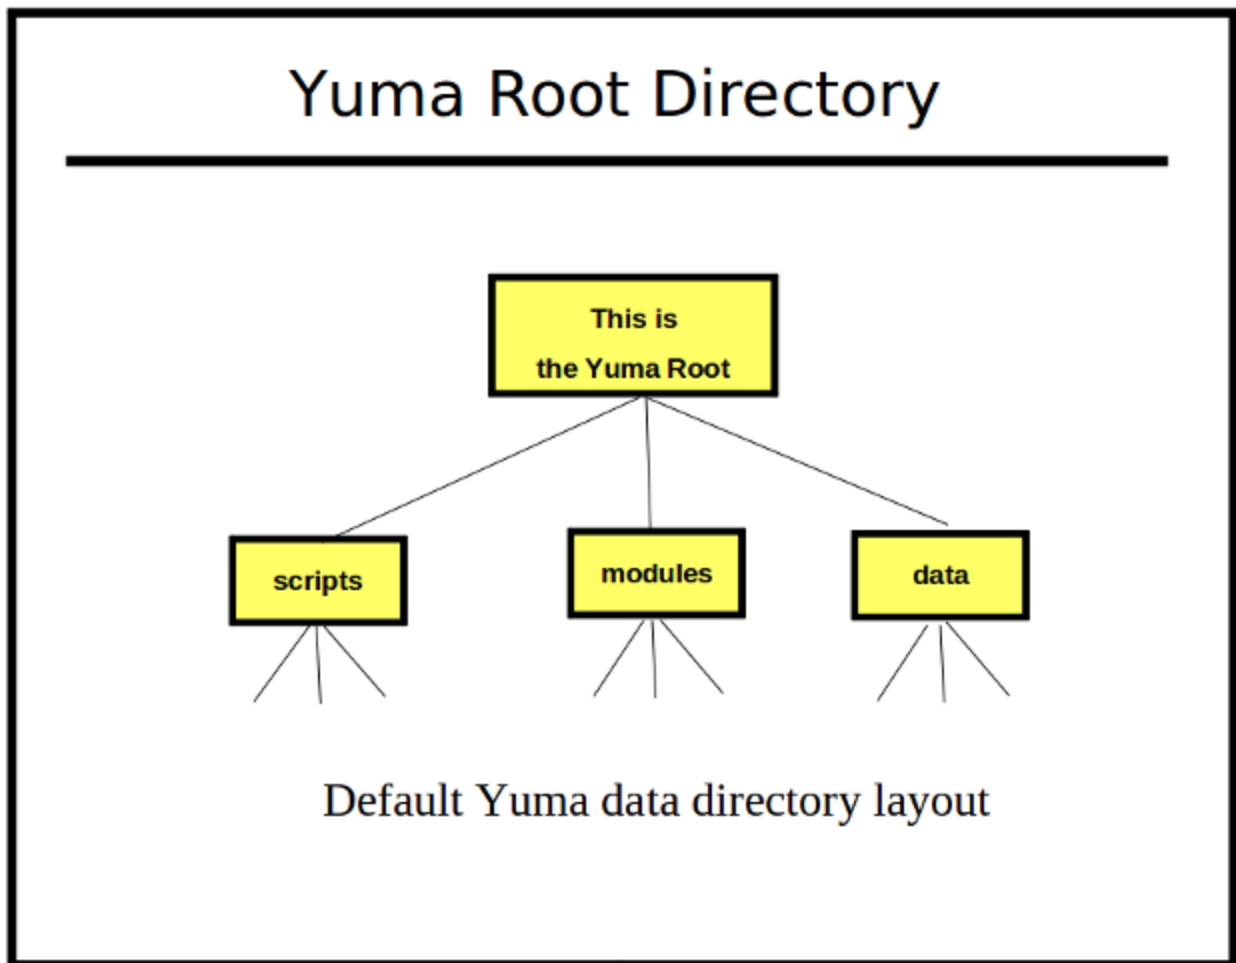 Yuma Root Directory
This is
the Yuma Root
scripts
modules
data
Default Yuma data directory layout